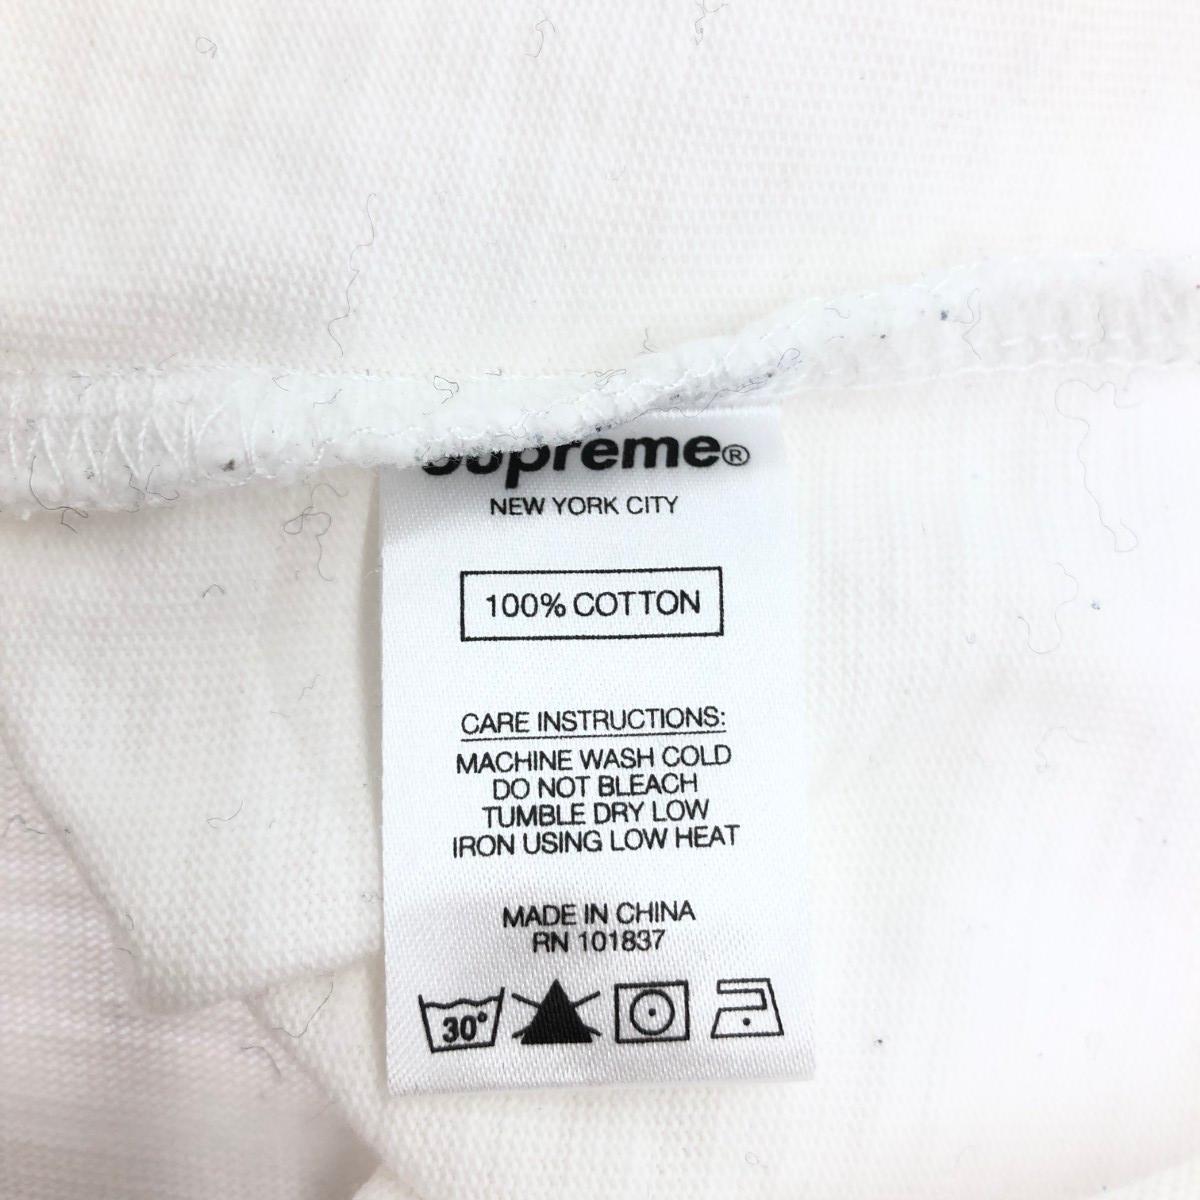 Supreme®
NEW YORK CITY
100% COTTON
CARE INSTRUCTIONS:
MACHINE WASH COLD
DO NOT BLEACH
TUMBLE DRY LOW
IRON USING LOW HEAT
MADE IN CHINA
RN 101837
30°